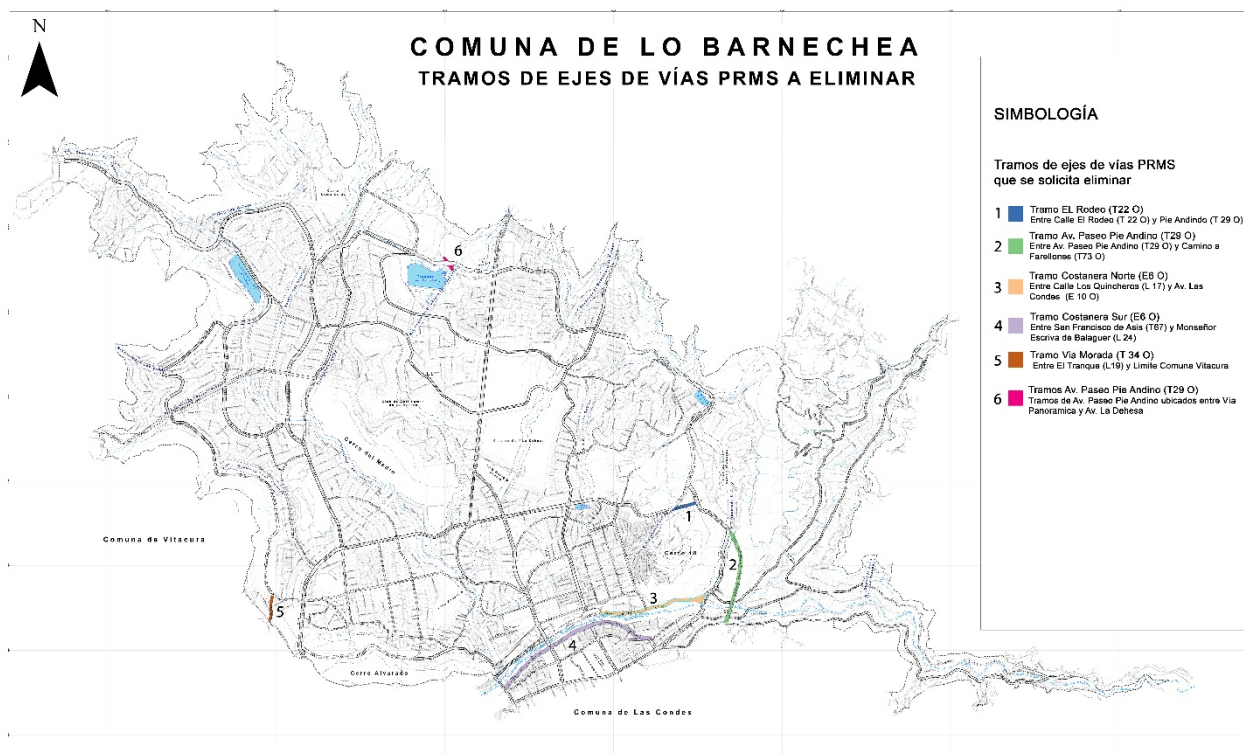 N
COMUNA DE LO BARNECHEA
TRAMOS DE EJES DE VÍAS PRMS A ELIMINAR
SIMBOLOGÍA
Tramos de ejes de vías PRMS
que se solicita eliminar
1 Tramo EL Rodeo (T22 O)
Entre Calle El Rodeo (T 22 O) y Pie Andindo (T 29 O)
2 Tramo Av. Paseo Pie Andino (T29 O)
Entre Av. Paseo Pie Andino (T29 O) y Camino a
Farellones (T73 O)
3 Tramo Costanera Norte (E6 O)
Entre Calle Los Quincheros (L 17) y Av. Las
Condes (E 10 O)
4 Tramo Costanera Sur (E6 O)
Entre San Francisco de Asis (T67) y Monseñor
Escriva de Balaguer (L 24)
5 Tramo Via Morada (T 34 O)
Entre El Tranque (L19) y Limite Comuna Vitacura
6 Tramos Av. Paseo Pie Andino (T29 O)
Tramos de Av. Paseo Pie Andino ubicados entre Via
Panoramica y Av. La Dehesa
6
Cerro del Medio
1
Comuna de Vitacura
Cerro 18
2
3
5
4
Cerro Alvarado
Comuna de Las Condes